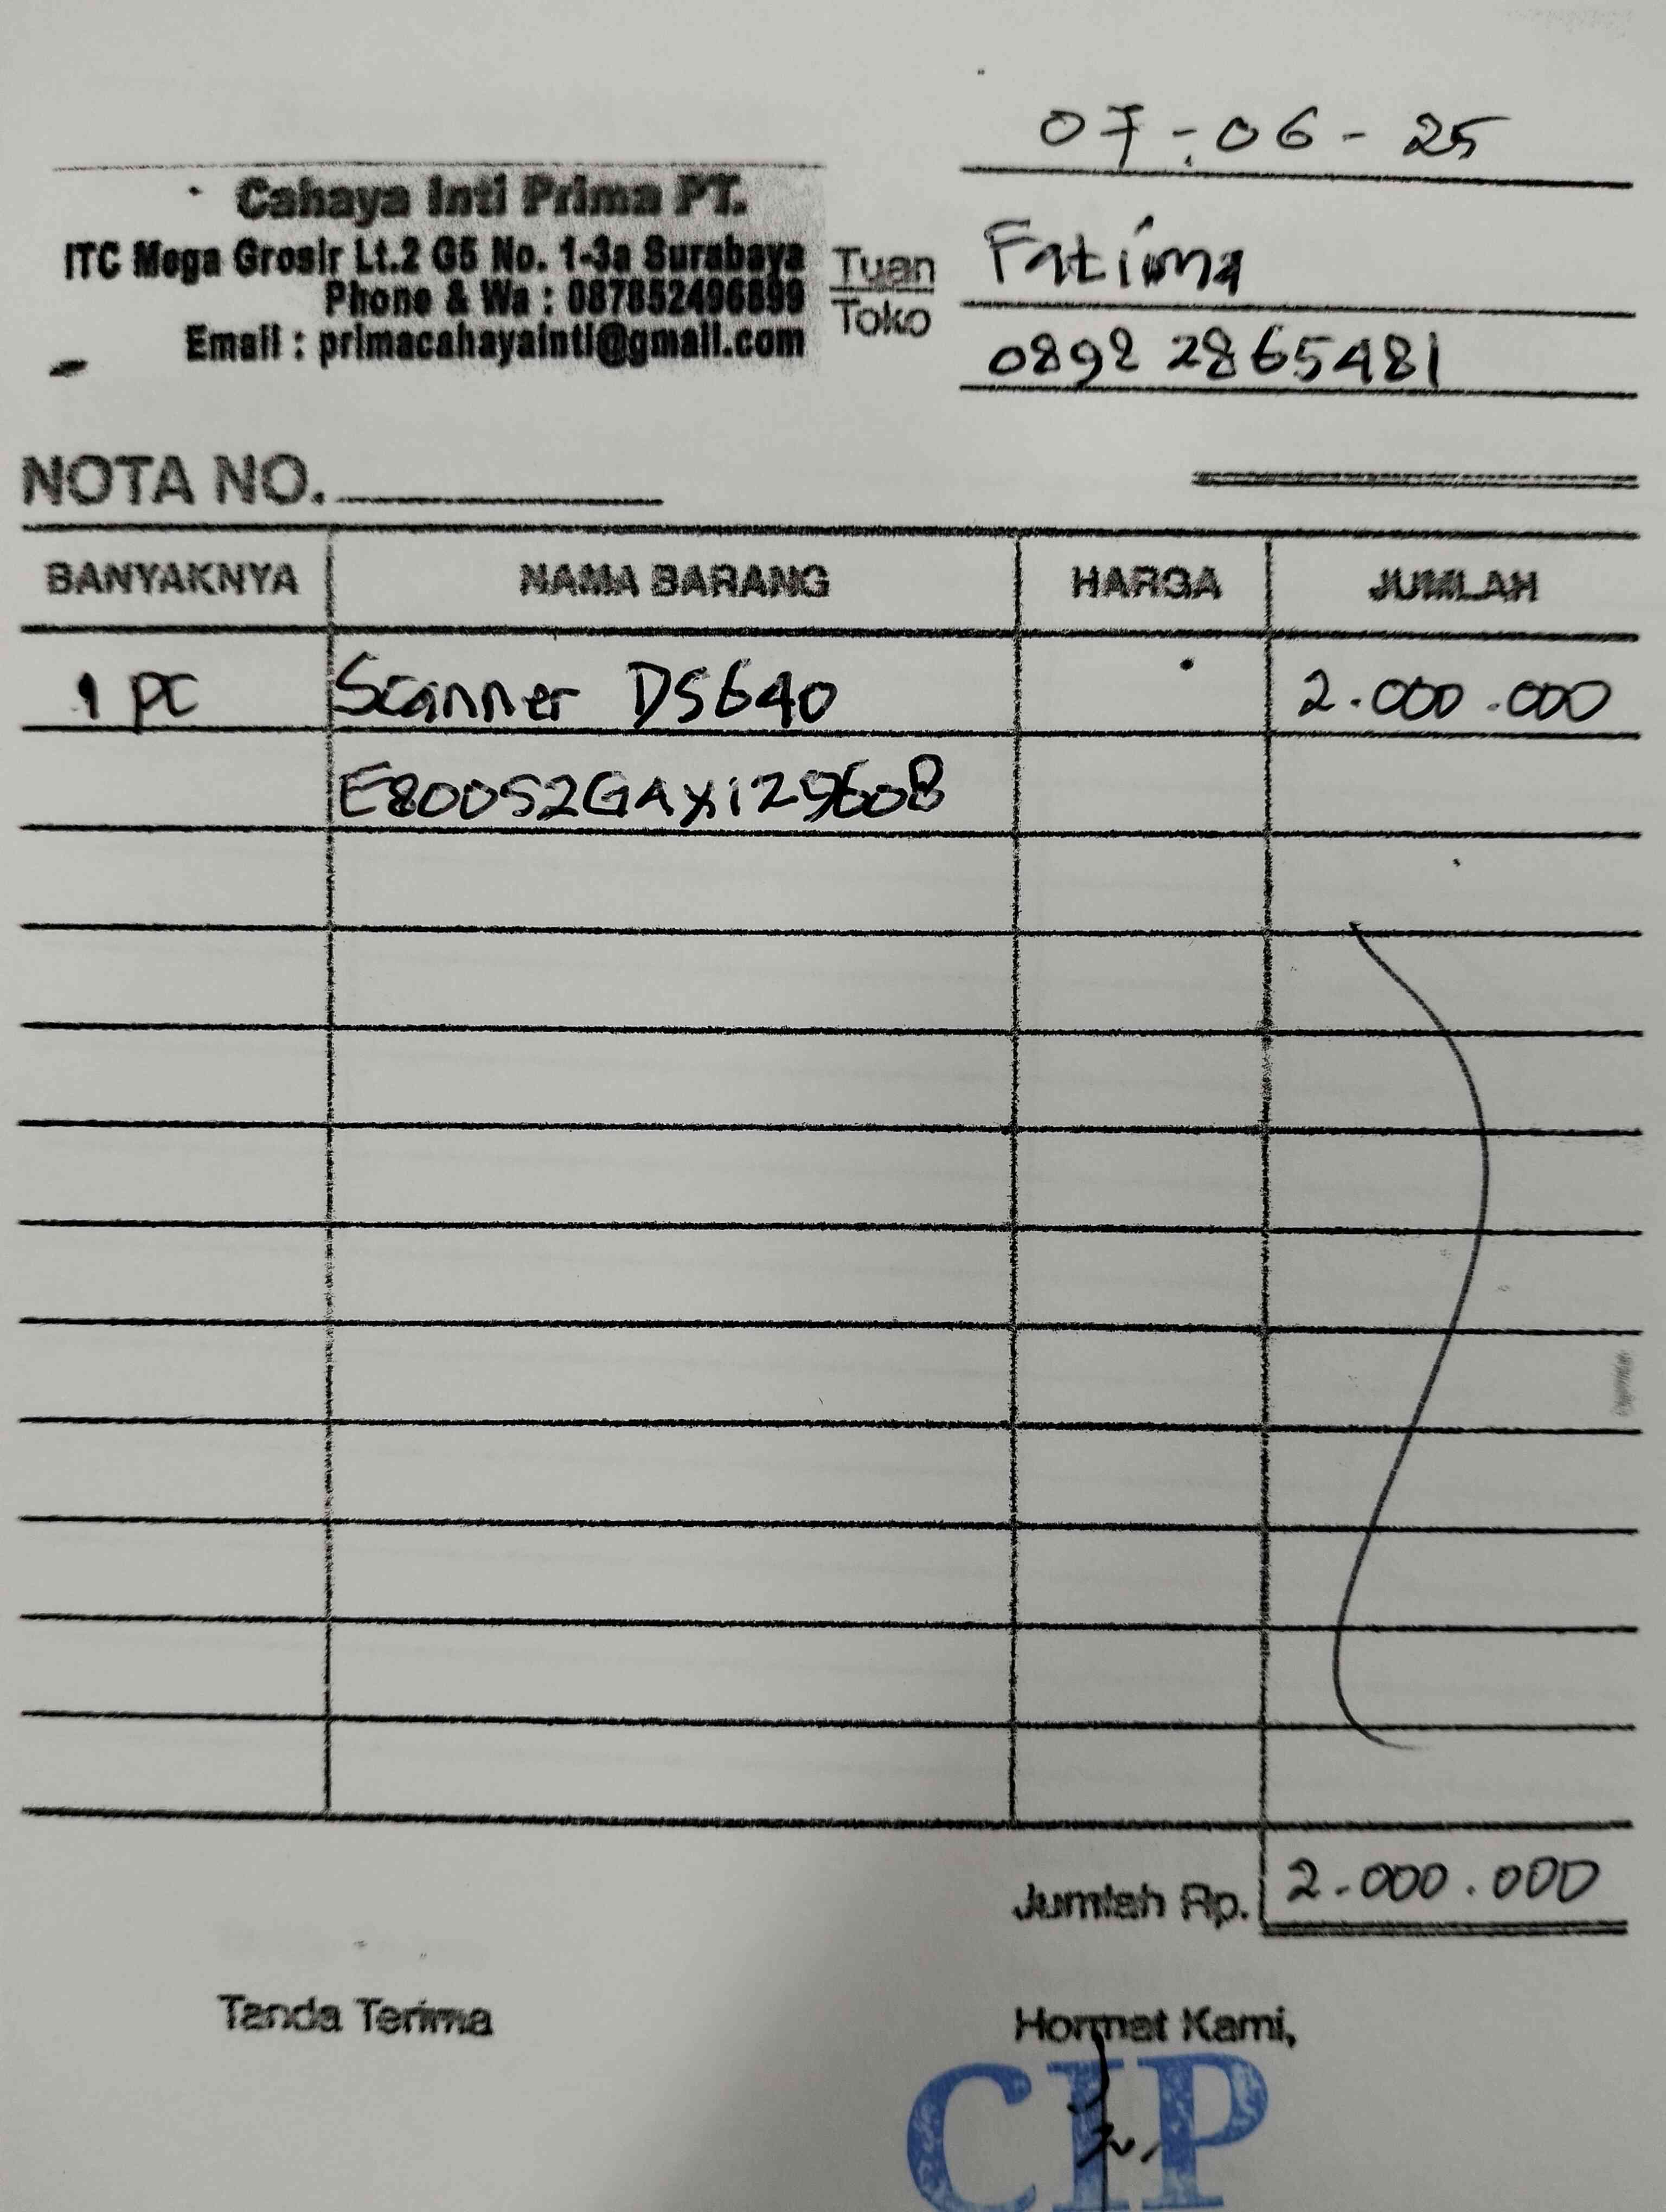 07-06-25
Cahaya Inti Prima PT.
ITC Mega Grosir Lt.2 G5 No. 1-3a Surabaya
Phone & Wa : 087852496899
Email : primacahayainti@gmail.com
Tuan
Toko
Fatima
0892 2865481
NOTA NO.
BANYAKNYA NAMA BARANG HARGA JUMLAH
1 PC Scanner DS640 2.000.000
E80052G4X129608
Jumlah Rp. 2.000.000
Tanda Terima Hormat Kami,
CIP